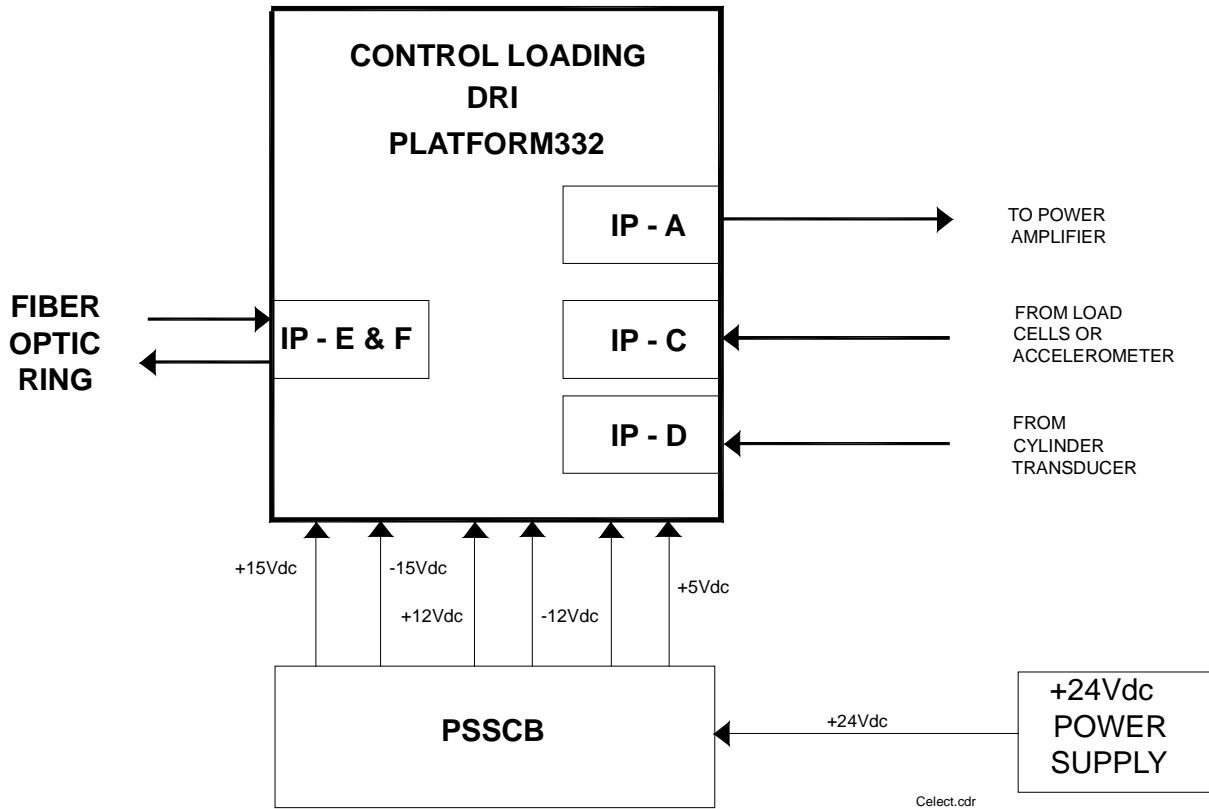 CONTROL LOADING
DRI
PLATFORM332
IP - A
TO POWER
AMPLIFIER
FIBER
OPTIC
RING
IP - E & F
IP - C
FROM LOAD
CELLS OR
ACCELEROMETER
IP - D
FROM
CYLINDER
TRANSDUCER
+15Vdc
-15Vdc
+12Vdc
-12Vdc
+5Vdc
PSSCB
+24Vdc
+24Vdc
POWER
SUPPLY
Celect.cdr